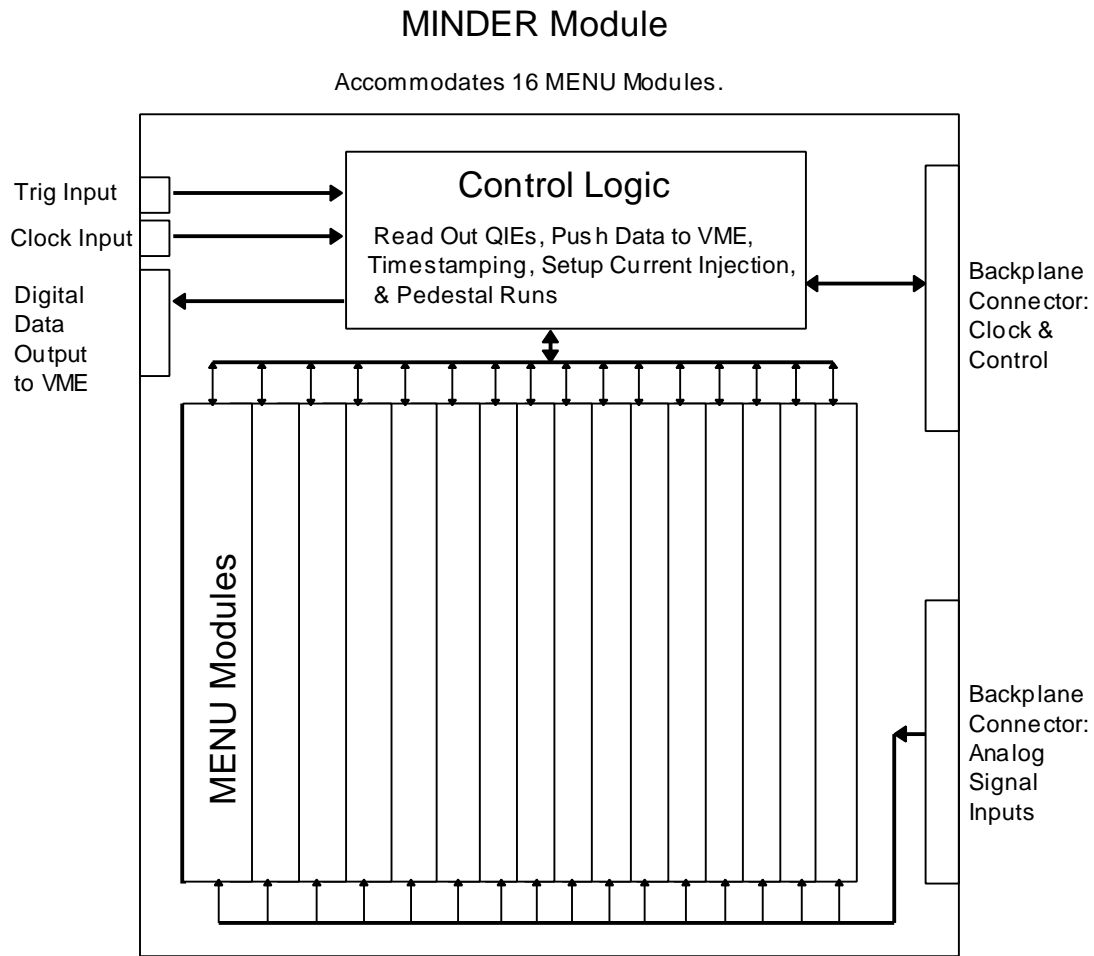 MINDER Module
Accommodates 16 MENU Modules.
Trig Input
Clock Input
Digital
Data
Output
to VME
Control Logic
Read Out QIEs, Push Data to VME,
Timestamping, Setup Current Injection,
& Pedestal Runs
Backplane
Connector:
Clock &
Control
MENU Modules
Backplane
Connector:
Analog
Signal
Inputs